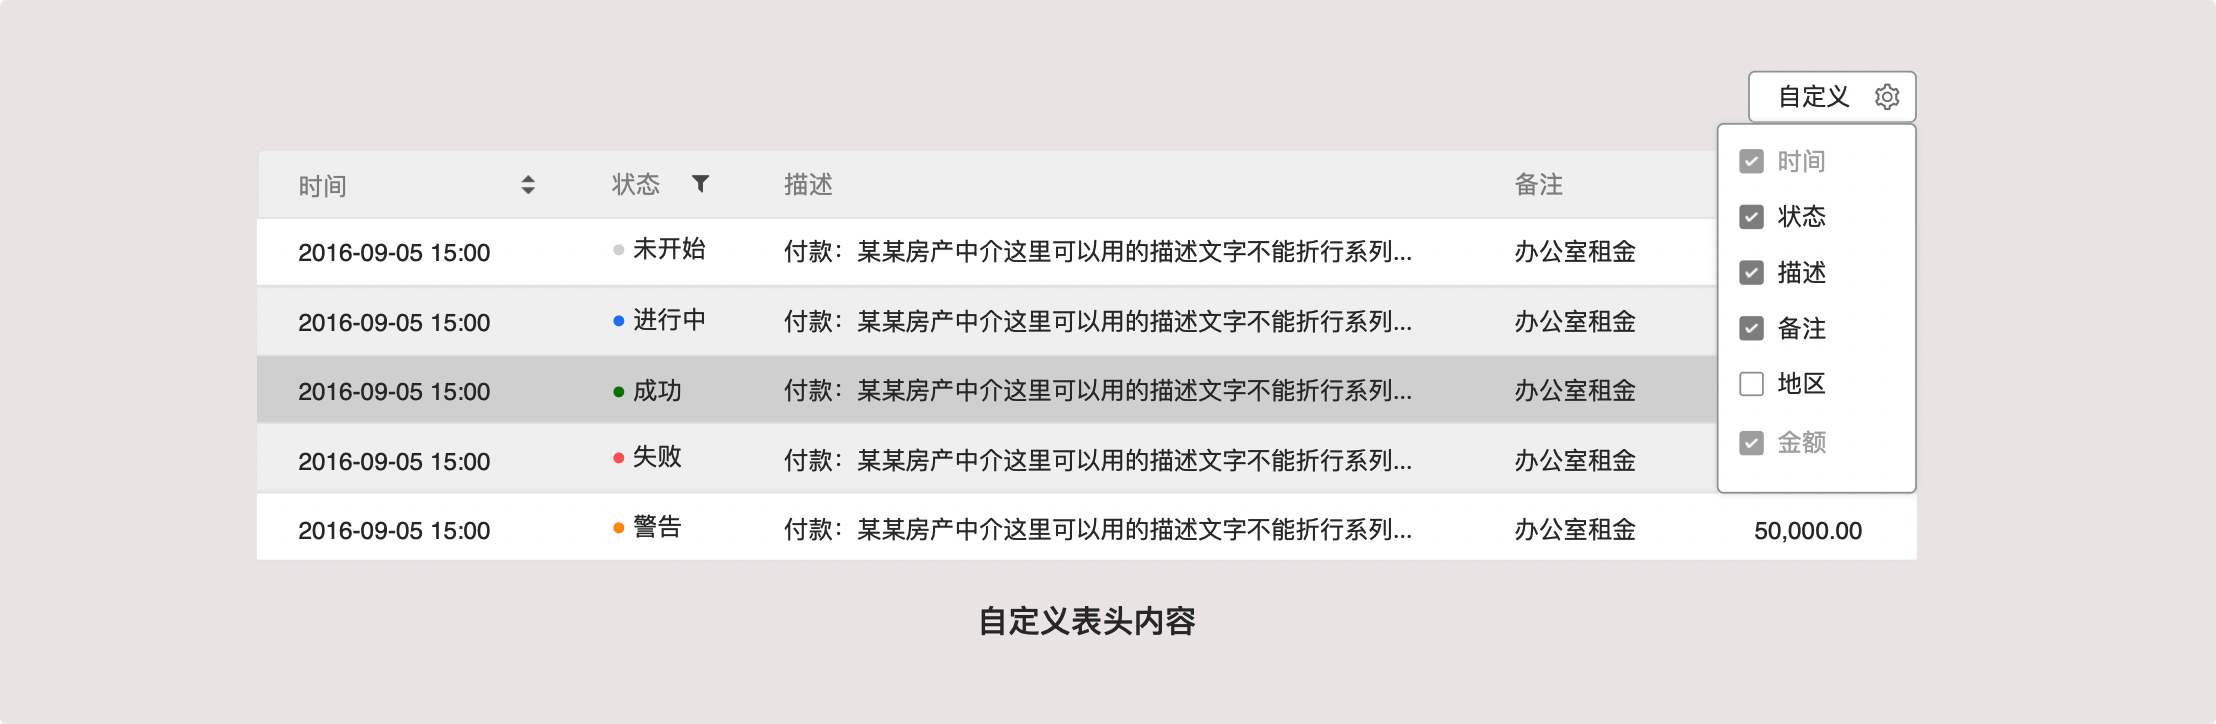 自定义
时间
状态
描述
备注
地区
金额
时间 状态 描述 备注
2016-09-05 15:00 未开始 付款：某某房产中介这里可以用的描述文字不能折行系列... 办公室租金
2016-09-05 15:00 进行中 付款：某某房产中介这里可以用的描述文字不能折行系列... 办公室租金
2016-09-05 15:00 成功 付款：某某房产中介这里可以用的描述文字不能折行系列... 办公室租金
2016-09-05 15:00 失败 付款：某某房产中介这里可以用的描述文字不能折行系列... 办公室租金
2016-09-05 15:00 警告 付款：某某房产中介这里可以用的描述文字不能折行系列... 办公室租金 50,000.00
自定义表头内容